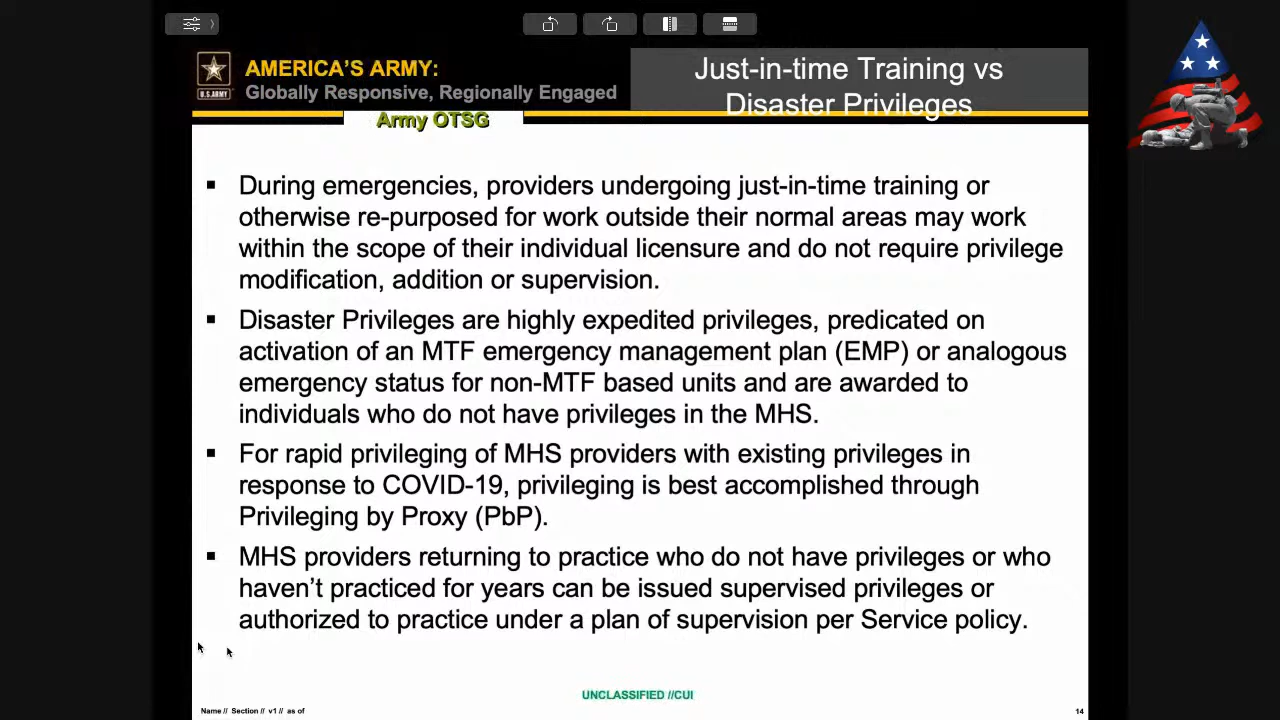 AMERICA'S ARMY:
Globally Responsive, Regionally Engaged
U.S.ARMY
Just-in-time Training vs
Disaster Privileges
Army OTSG
▪ During emergencies, providers undergoing just-in-time training or
otherwise re-purposed for work outside their normal areas may work
within the scope of their individual licensure and do not require privilege
modification, addition or supervision.
▪ Disaster Privileges are highly expedited privileges, predicated on
activation of an MTF emergency management plan (EMP) or analogous
emergency status for non-MTF based units and are awarded to
individuals who do not have privileges in the MHS.
▪ For rapid privileging of MHS providers with existing privileges in
response to COVID-19, privileging is best accomplished through
Privileging by Proxy (PbP).
▪ MHS providers returning to practice who do not have privileges or who
haven't practiced for years can be issued supervised privileges or
authorized to practice under a plan of supervision per Service policy.
UNCLASSIFIED //CUI
Name // Section // v1 // as of
14